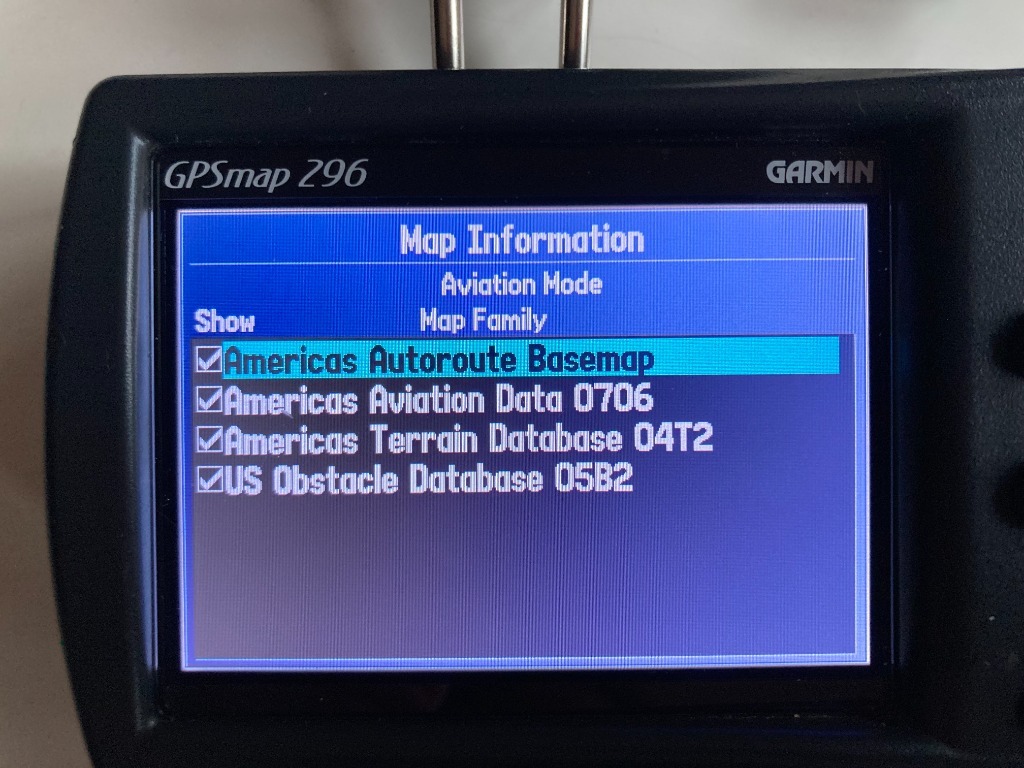 GPSmap 296 GARMIN
Map Information
Aviation Mode
Show Map Family
Americas Autoroute Basemap
Americas Aviation Data 0706
Americas Terrain Database 04T2
US Obstacle Database 05B2